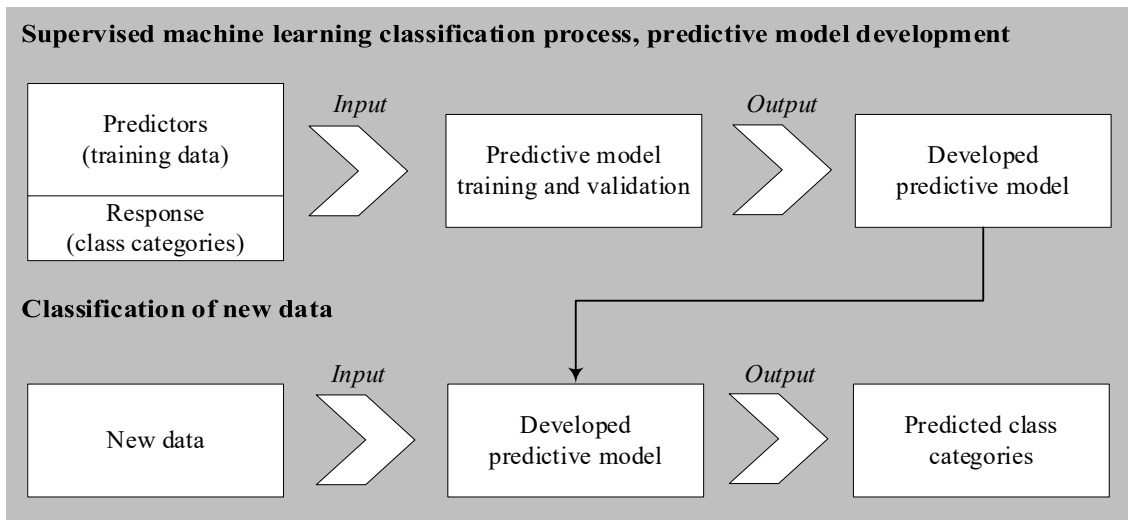 Supervised machine learning classification process, predictive model development
Input
Output
Predictors
(training data)
Response
(class categories)
Predictive model
training and validation
Developed
predictive model
Classification of new data
Input
Output
New data
Developed
predictive model
Predicted class
categories